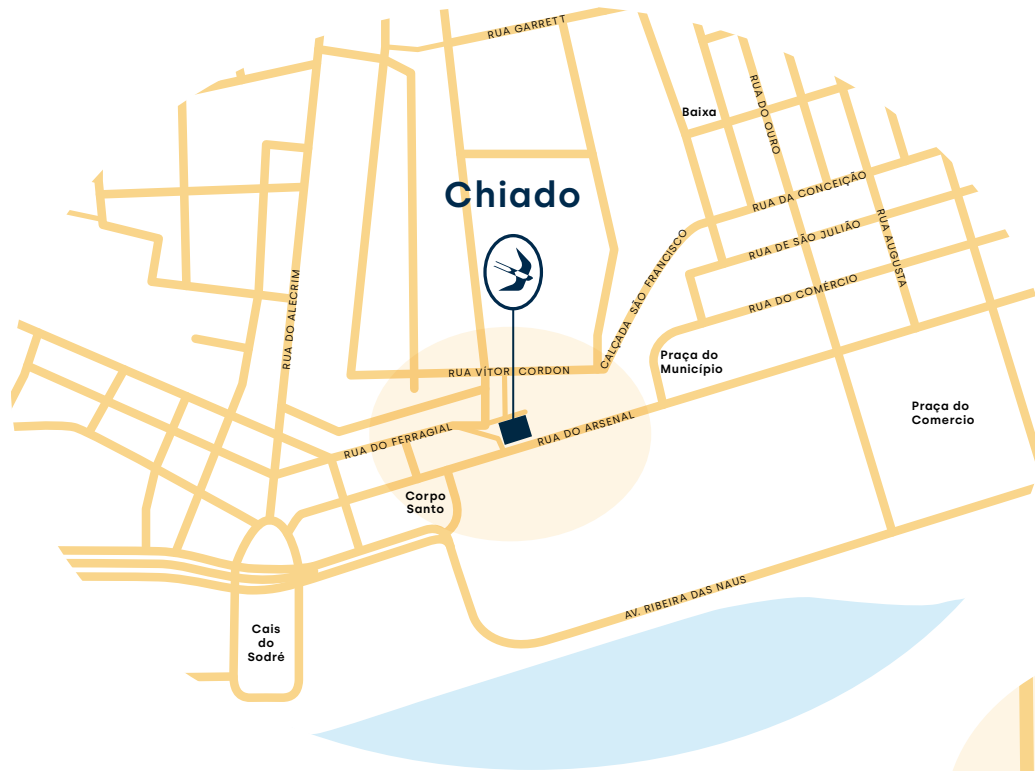 RUA GARRETT
Baixa
RUA DO OURO
Chiado
RUA DA CONCEIÇÃO
RUA DE SÃO JULIÃO
RUA AUGUSTA
CALÇADA SÃO FRANCISCO
RUA DO COMÉRCIO
RUA DO ALECRIM
RUA VÍTOR CORDON
Praça do
Município
Praça do
Comercio
RUA DO FERRAGIAL
RUA DO ARSENAL
Corpo
Santo
AV. RIBEIRA DAS NAUS
Cais
do
Sodré